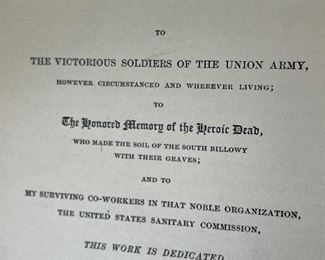 TO
THE VICTORIOUS SOLDIERS OF THE UNION ARMY,
HOWEVER CIRCUMSTANCED AND WHEREVER LIVING;
TO
The Honored Memory of the Heroic Dead,
WHO MADE THE SOIL OF THE SOUTH BILLOWY
WITH THEIR GRAVES;
AND TO
MY SURVIVING CO-WORKERS IN THAT NOBLE ORGANIZATION,
THE UNITED STATES SANITARY COMMISSION,
THIS WORK IS DEDICATED